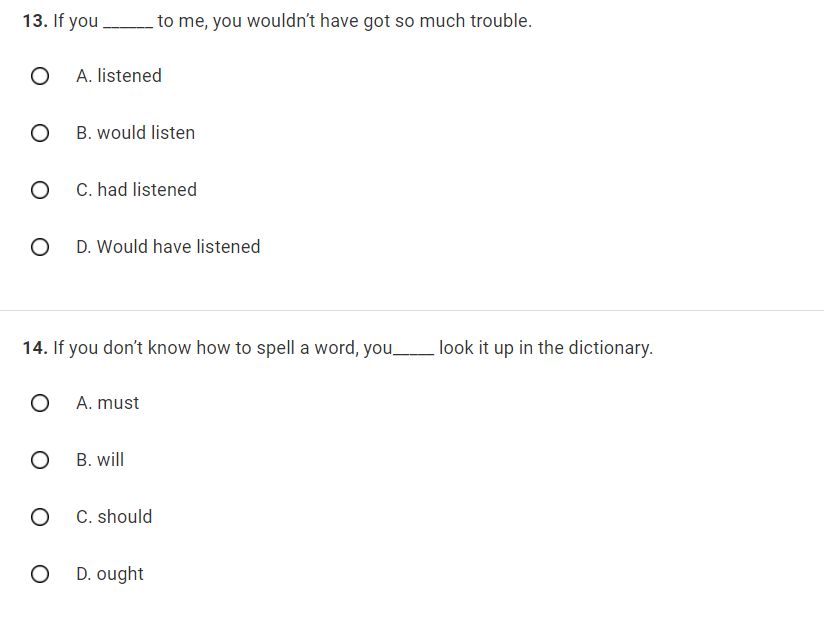 13. If you ______ to me, you wouldn’t have got so much trouble.
A. listened
B. would listen
C. had listened
D. Would have listened
14. If you don’t know how to spell a word, you_____ look it up in the dictionary.
A. must
B. will
C. should
D. ought